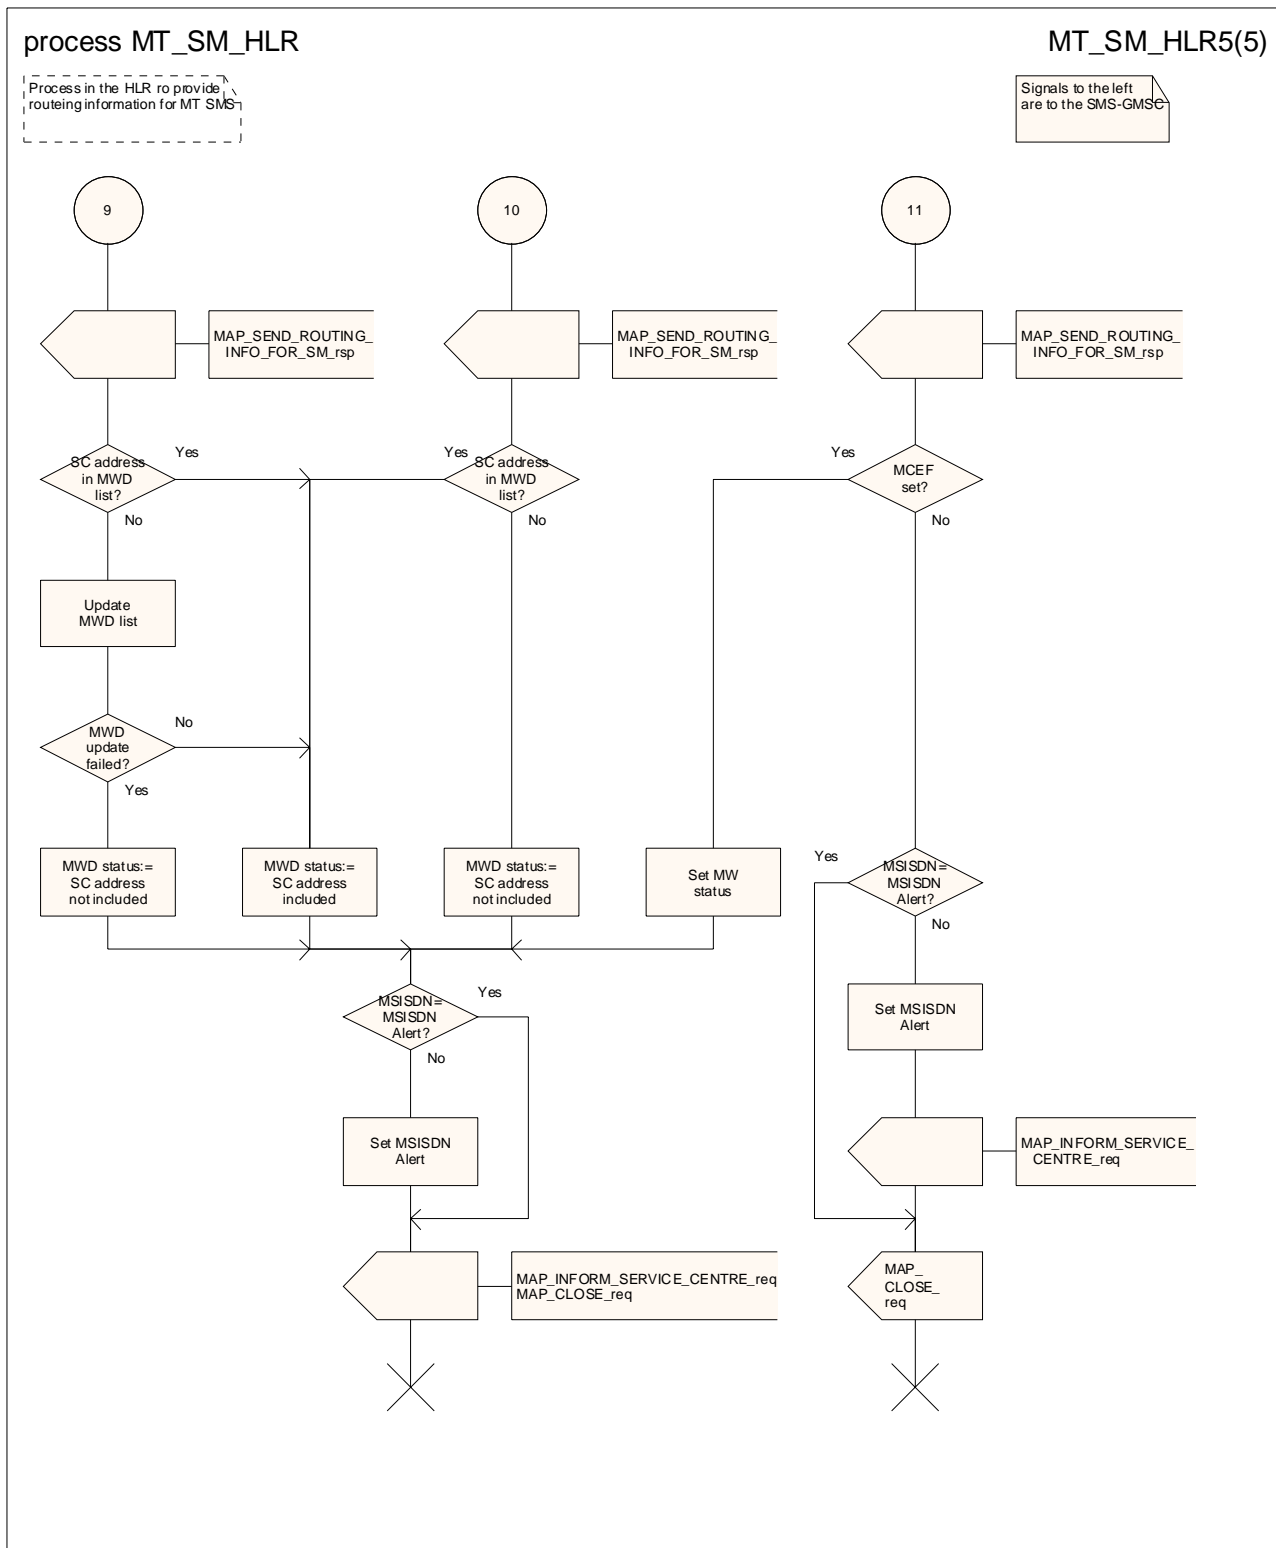 process MT_SM_HLR
MT_SM_HLR5(5)
Process in the HLR ro provide
routeing information for MT SMS
Signals to the left
are to the SMS-GMSC
9
10
11
MAP_SEND_ROUTING_
INFO_FOR_SM_rsp
MAP_SEND_ROUTING_
INFO_FOR_SM_rsp
MAP_SEND_ROUTING_
INFO_FOR_SM_rsp
SC address
in MWD
list?
Yes
No
Yes
SC address
in MWD
list?
No
Yes
MCEF
set?
No
Update
MWD list
MWD
update
failed?
No
Yes
MWD status:=
SC address
not included
MWD status:=
SC address
included
MWD status:=
SC address
not included
Set MW
status
Yes
MSISDN=
MSISDN
Alert?
No
MSISDN=
MSISDN
Alert?
Yes
No
Set MSISDN
Alert
Set MSISDN
Alert
MAP_INFORM_SERVICE_
CENTRE_req
MAP_INFORM_SERVICE_CENTRE_req
MAP_CLOSE_req
MAP_
CLOSE_
req